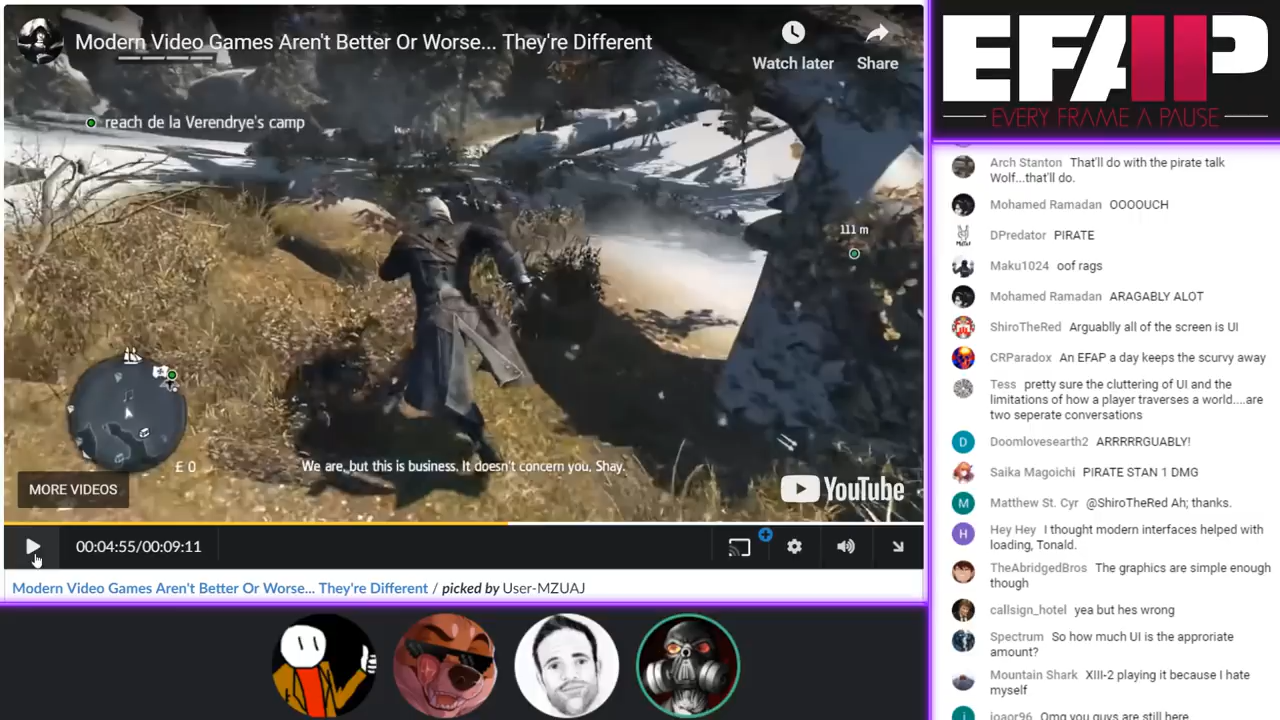 Modern Video Games Aren't Better Or Worse... They're Different
Watch later
Share
reach de la Verendrye's camp
111 m
£ 0
We are, but this is business. It doesn't concern you, Shay.
MORE VIDEOS
YouTube
00:04:55/00:09:11
Modern Video Games Aren't Better Or Worse... They're Different / picked by User-MZUAJ
EFAP
EVERY FRAME A PAUSE
Arch Stanton That'll do with the pirate talk
Wolf...that'll do.
Mohamed Ramadan OOOOUCH
DPredator PIRATE
Maku1024 oof rags
Mohamed Ramadan ARAGABLY ALOT
ShiroTheRed Arguablly all of the screen is UI
CRParadox An EFAP a day keeps the scurvy away
Tess pretty sure the cluttering of UI and the
limitations of how a player traverses a world....are
two seperate conversations
D
Doomlovesearth2 ARRRRRGUABLY!
Saika Magoichi PIRATE STAN 1 DMG
M
Matthew St. Cyr @ShiroTheRed Ah; thanks.
H
Hey Hey I thought modern interfaces helped with
loading, Tonald.
TheAbridgedBros The graphics are simple enough
though
callsign_hotel yea but hes wrong
Spectrum So how much UI is the approriate
amount?
Mountain Shark XIII-2 playing it because I hate
myself
joaor96 Omg you guys are still here